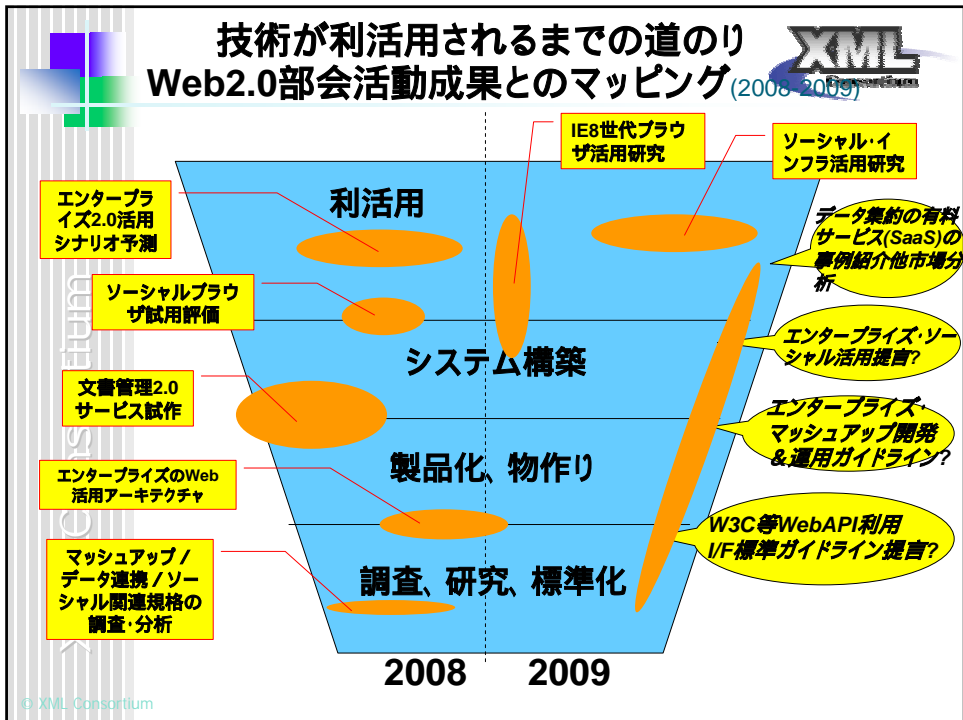 技術が利活用されるまでの道のり
Web2.0部会活動成果とのマッピング(2008-2009)
XML
Consortium
IE8世代ブラウ
ザ活用研究
ソーシャル・イ
ンフラ活用研究
エンタープラ
イズ2.0活用
シナリオ予測
利活用
データ集約の有料
サービス(SaaS)の
事例紹介他市場分
析
ソーシャルブラウ
ザ試用評価
エンタープライズ・ソー
シャル活用提言?
システム構築
文書管理2.0
サービス試作
エンタープライズ・
マッシュアップ開発
&運用ガイドライン?
製品化、物作り
エンタープライズのWeb
活用アーキテクチャ
W3C等WebAPI利用
I/F標準ガイドライン提言?
マッシュアップ/
データ連携/ソー
シャル関連規格の
調査・分析
調査、研究、標準化
2008 2009
XML Consortium
© XML Consortium